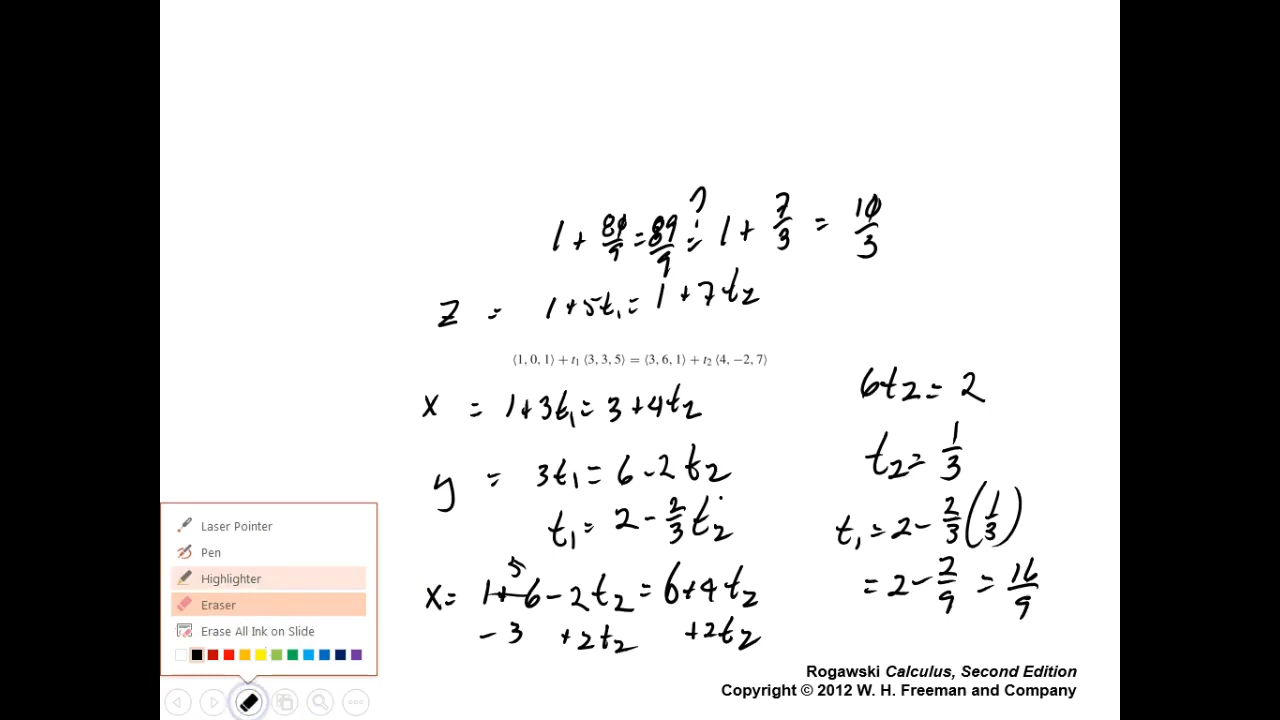 1 + 80/9 = 89/9 =? 1 + 7/3 = 10/3
z = 1 + 5t₁ = 1 + 7t₂
⟨1, 0, 1⟩ + t₁ ⟨3, 3, 5⟩ = ⟨3, 6, 1⟩ + t₂ ⟨4, −2, 7⟩
x = 1 + 3t₁ = 3 + 4t₂
y = 3t₁ = 6 - 2t₂
t₁ = 2 - 2/3 t₂
5
x = 1 + 6 - 2t₂ = 6 + 4t₂
- 3 + 2t₂ + 2t₂
6t₂ = 2
t₂ = 1/3
t₁ = 2 - 2/3 (1/3)
= 2 - 2/9 = 16/9
Laser Pointer
Pen
Highlighter
Eraser
Erase All Ink on Slide
Rogawski Calculus, Second Edition
Copyright © 2012 W. H. Freeman and Company